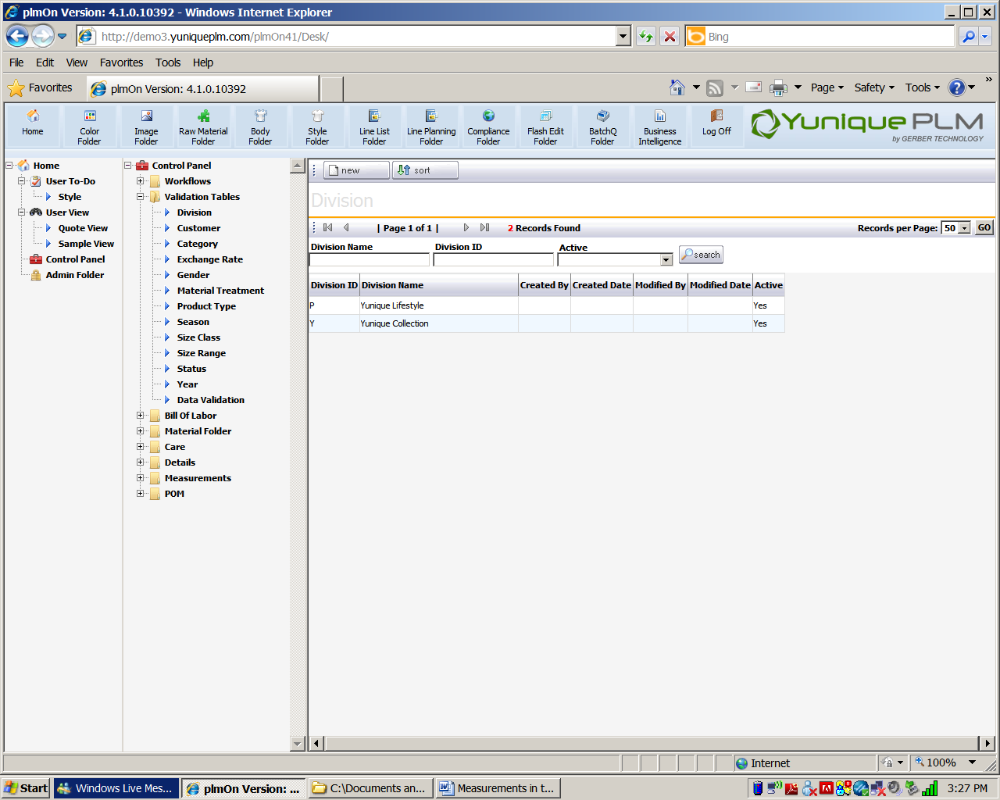 plmOn Version: 4.1.0.10392 - Windows Internet Explorer
http://demo3.yuniqueplm.com/plmOn41/Desk/
Bing
File Edit View Favorites Tools Help
Favorites
plmOn Version: 4.1.0.10392
Page Safety Tools »
Home
Color Folder
Image Folder
Raw Material Folder
Body Folder
Style Folder
Line List Folder
Line Planning Folder
Compliance Folder
Flash Edit Folder
BatchQ Folder
Business Intelligence
Log Off
Yunique PLM
by GERBER TECHNOLOGY
Home
User To-Do
Style
User View
Quote View
Sample View
Control Panel
Admin Folder
Control Panel
Workflows
Validation Tables
Division
Customer
Category
Exchange Rate
Gender
Material Treatment
Product Type
Season
Size Class
Size Range
Status
Year
Data Validation
Bill Of Labor
Material Folder
Care
Details
Measurements
POM
new sort
Division
| Page 1 of 1 | 2 Records Found Records per Page: 50 GO
Division Name Division ID Active
search
Division ID Division Name Created By Created Date Modified By Modified Date Active
P Yunique Lifestyle Yes
Y Yunique Collection Yes
Internet 100%
Start Windows Live Mes... plmOn Version: ... C:\Documents an... Measurements in t... 3:27 PM